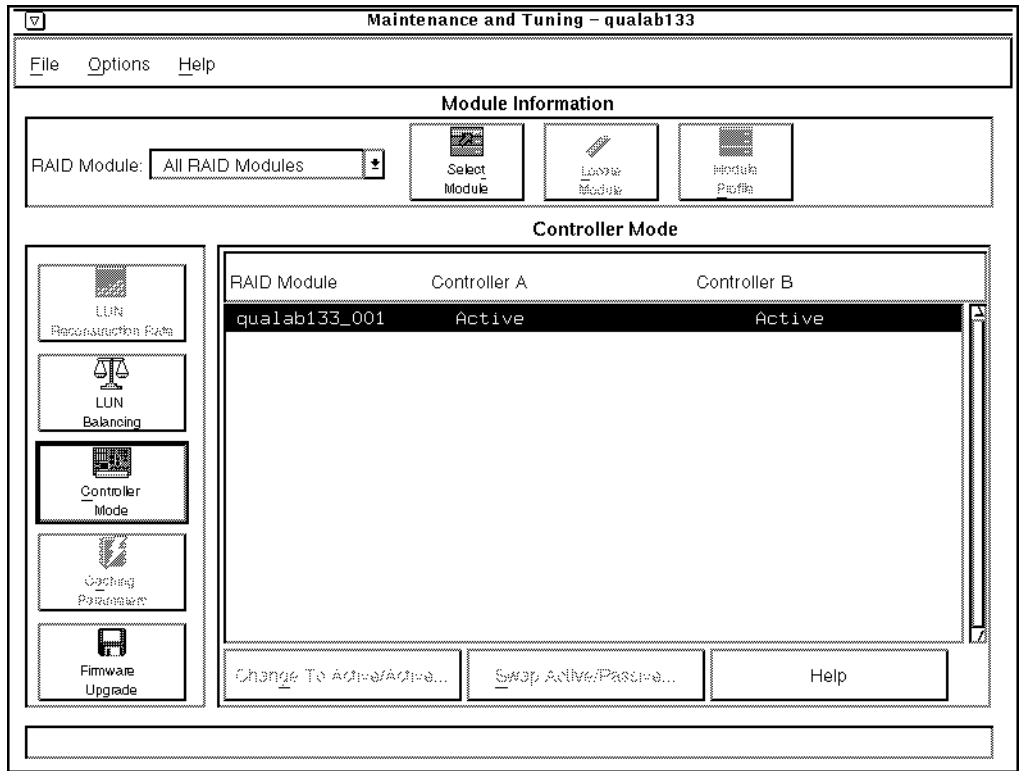 Maintenance and Tuning – qualab133
File Options Help
Module Information
RAID Module: All RAID Modules
Select
Module
Locate
Module
Module
Profile
Controller Mode
LUN
Reconstruction Rate
LUN
Balancing
Controller
Mode
Caching
Parameters
Firmware
Upgrade
RAID Module Controller A Controller B
qualab133_001 Active Active
Change To Active/Active... Swap Active/Passive... Help